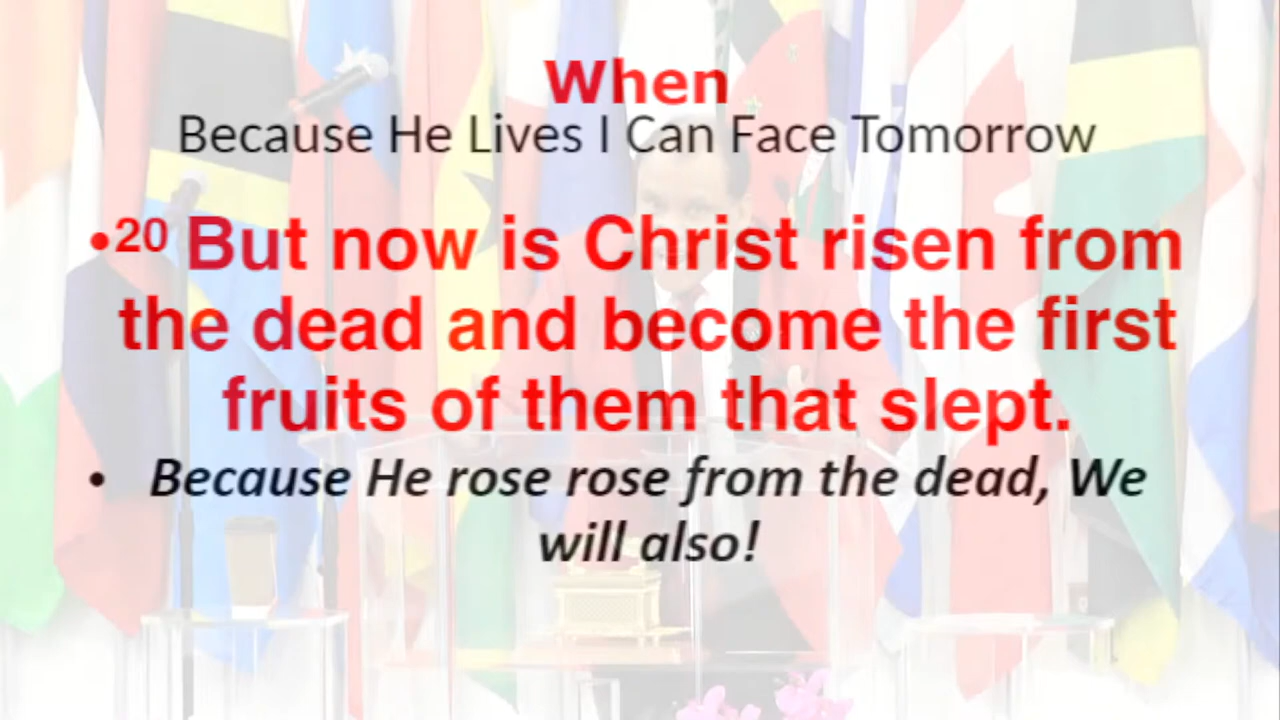 When
Because He Lives I Can Face Tomorrow
•20 But now is Christ risen from
the dead and become the first
fruits of them that slept.
• Because He rose rose from the dead, We
will also!